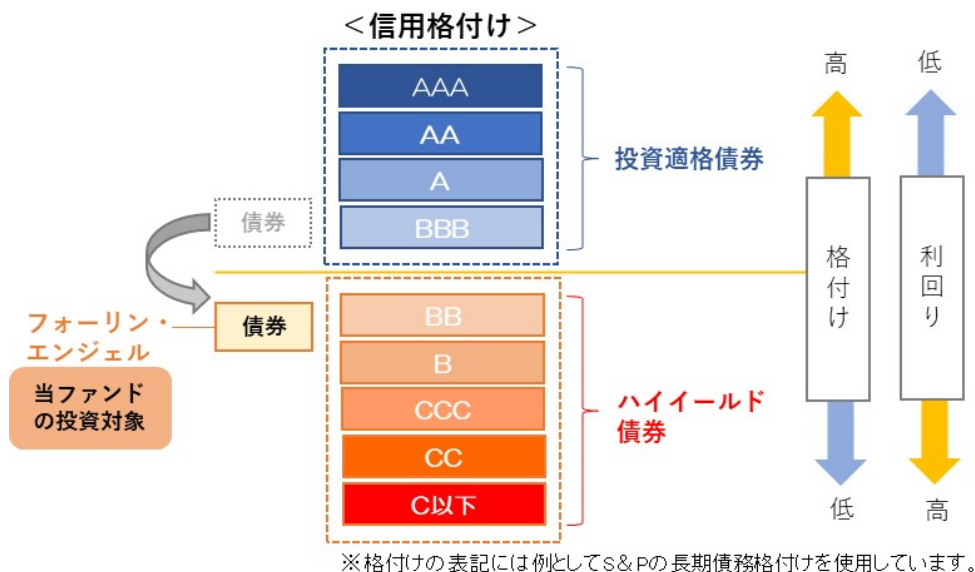 ＜信用格付け＞
AAA
AA
A
BBB
投資適格債券
債券
債券
フォーリン・
エンジェル
当ファンド
の投資対象
BB
B
CCC
CC
C以下
ハイイールド
債券
高
格付け
低
低
利回り
高
※格付けの表記には例としてS＆Pの長期債務格付けを使用しています。